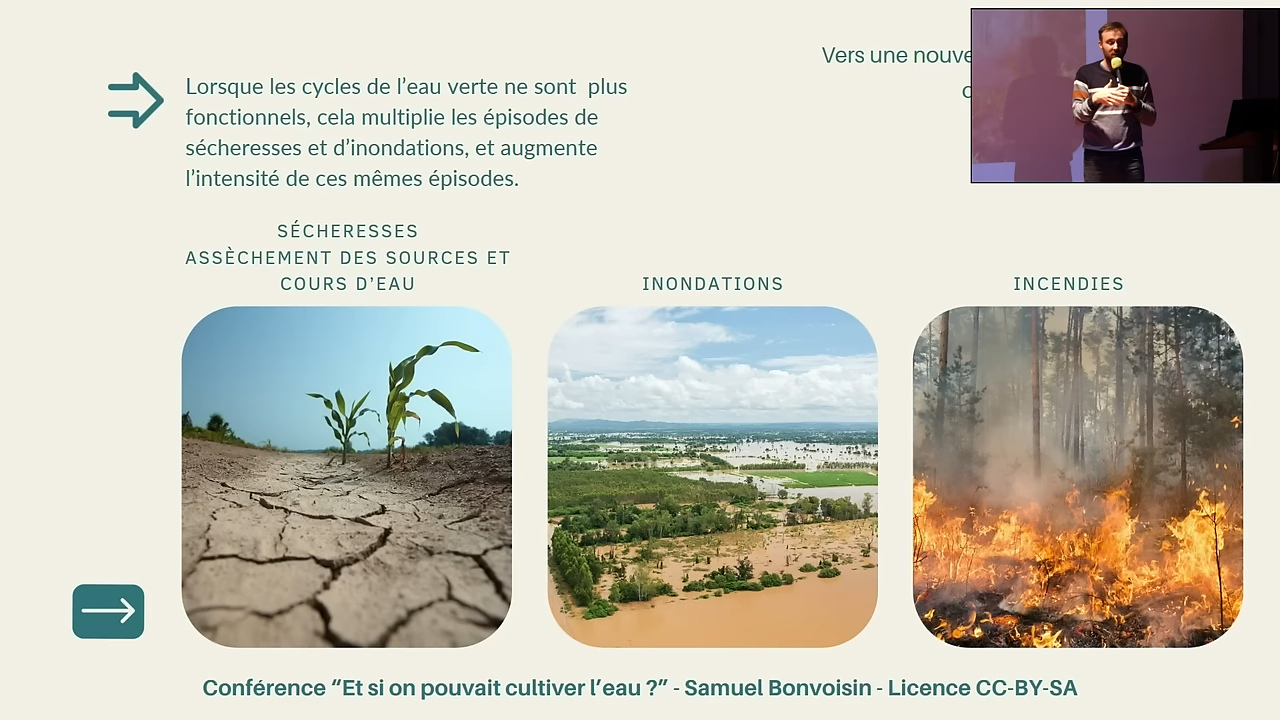 Vers une
Lorsque les cycles de l’eau verte ne sont  plus
fonctionnels, cela multiplie les épisodes de
sécheresses et d’inondations, et augmente
l’intensité de ces mêmes épisodes.
SÉCHERESSES
ASSÈCHEMENT DES SOURCES ET
COURS D’EAU
INONDATIONS
INCENDIES
Conférence “Et si on pouvait cultiver l’eau ?” - Samuel Bonvoisin - Licence CC-BY-SA